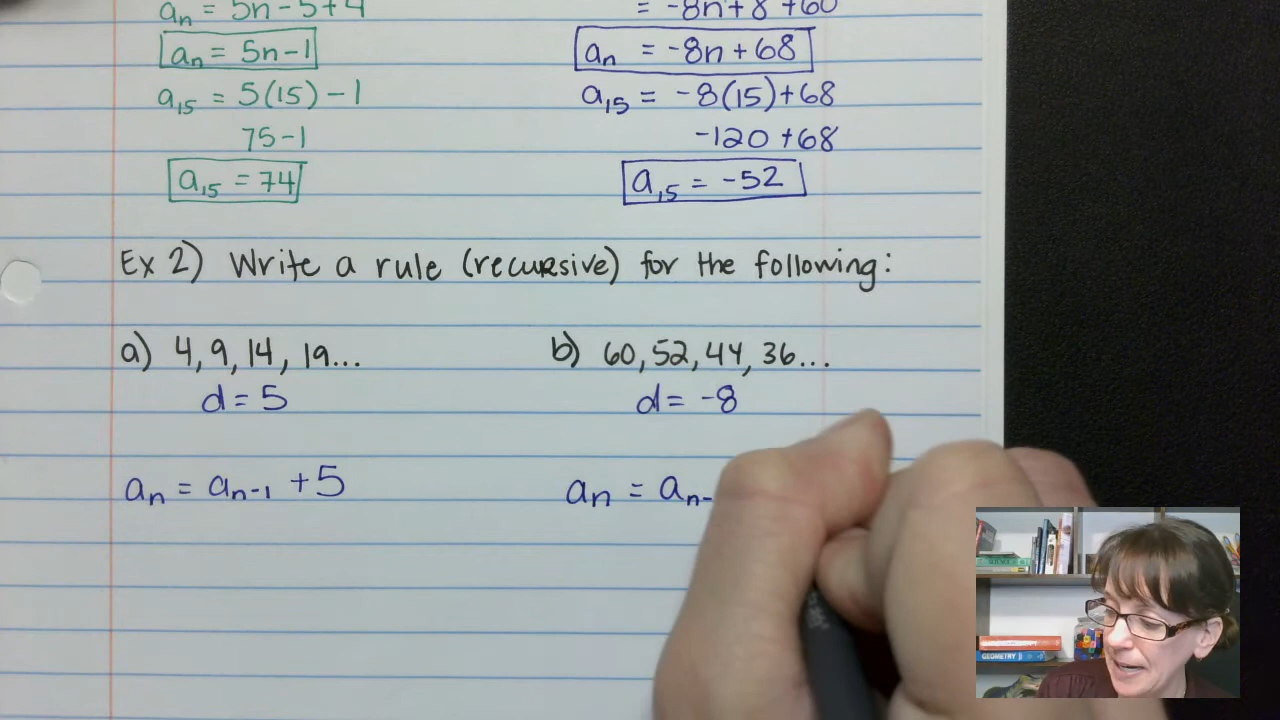 an = 5n - 5 + 4
an = 5n - 1
a15 = 5(15) - 1
75 - 1
a15 = 74
= -8n + 8 + 60
an = -8n + 68
a15 = -8(15) + 68
-120 + 68
a15 = -52
Ex 2) Write a rule (recursive) for the following:
a) 4, 9, 14, 19...
d = 5
an = an-1 + 5
b) 60, 52, 44, 36...
d = -8
an = an-
GEOMETRY